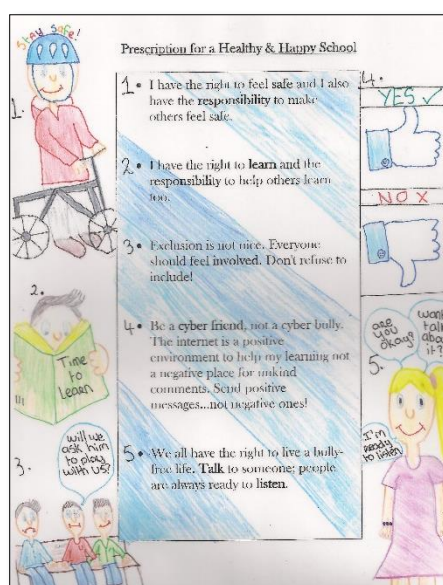 Stay Safe!
Prescription for a Healthy & Happy School
1.
1. I have the right to feel safe and I also
have the responsibility to make
others feel safe.
4.
YES ✓
2. I have the right to learn and the
responsibility to help others learn
too.
NO X
3. Exclusion is not nice. Everyone
should feel involved. Don't refuse to
include!
2.
Time
to
Learn
4. Be a cyber friend, not a cyber bully.
The internet is a positive
environment to help my learning not
a negative place for unkind
comments. Send positive
messages...not negative ones!
are
you
okay?
want
talk
abo
it?
5.
3.
will we
ask him
to play
with us?
5. We all have the right to live a bully-
free life. Talk to someone; people
are always ready to listen.
I'm
Ready
to listen